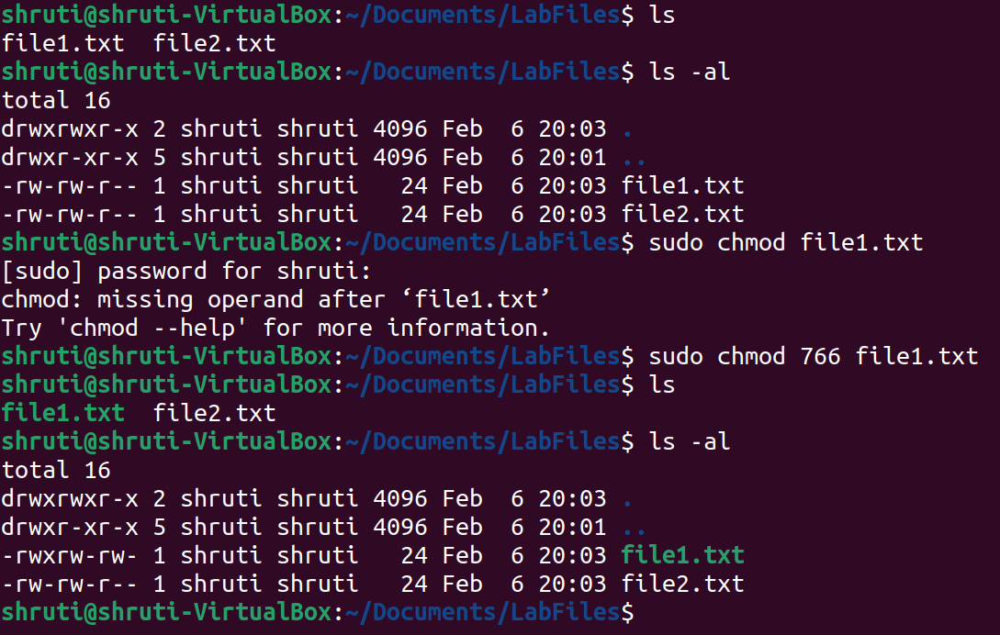 shruti@shruti-VirtualBox:~/Documents/LabFiles$ ls
file1.txt  file2.txt
shruti@shruti-VirtualBox:~/Documents/LabFiles$ ls -al
total 16
drwxrwxr-x 2 shruti shruti 4096 Feb  6 20:03 .
drwxr-xr-x 5 shruti shruti 4096 Feb  6 20:01 ..
-rw-rw-r-- 1 shruti shruti   24 Feb  6 20:03 file1.txt
-rw-rw-r-- 1 shruti shruti   24 Feb  6 20:03 file2.txt
shruti@shruti-VirtualBox:~/Documents/LabFiles$ sudo chmod file1.txt
[sudo] password for shruti:
chmod: missing operand after ‘file1.txt’
Try 'chmod --help' for more information.
shruti@shruti-VirtualBox:~/Documents/LabFiles$ sudo chmod 766 file1.txt
shruti@shruti-VirtualBox:~/Documents/LabFiles$ ls
file1.txt  file2.txt
shruti@shruti-VirtualBox:~/Documents/LabFiles$ ls -al
total 16
drwxrwxr-x 2 shruti shruti 4096 Feb  6 20:03 .
drwxr-xr-x 5 shruti shruti 4096 Feb  6 20:01 ..
-rwxrw-rw- 1 shruti shruti   24 Feb  6 20:03 file1.txt
-rw-rw-r-- 1 shruti shruti   24 Feb  6 20:03 file2.txt
shruti@shruti-VirtualBox:~/Documents/LabFiles$